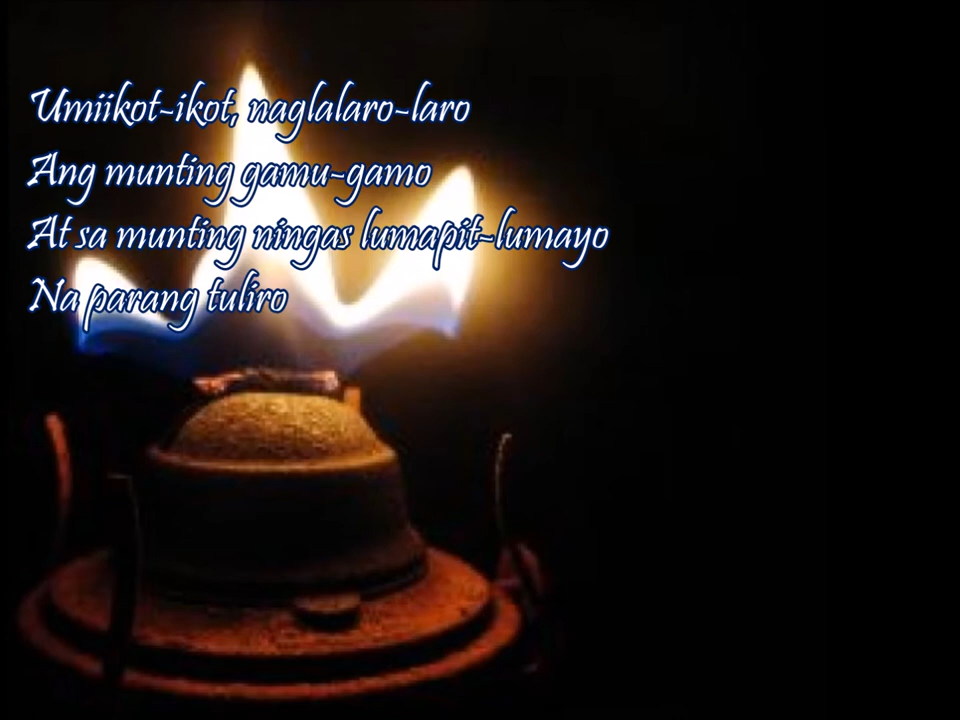 Umiikot-ikot, naglalaro-laro
Ang munting gamu-gamo
At sa munting ningas lumapit-lumayo
Na parang tuliro